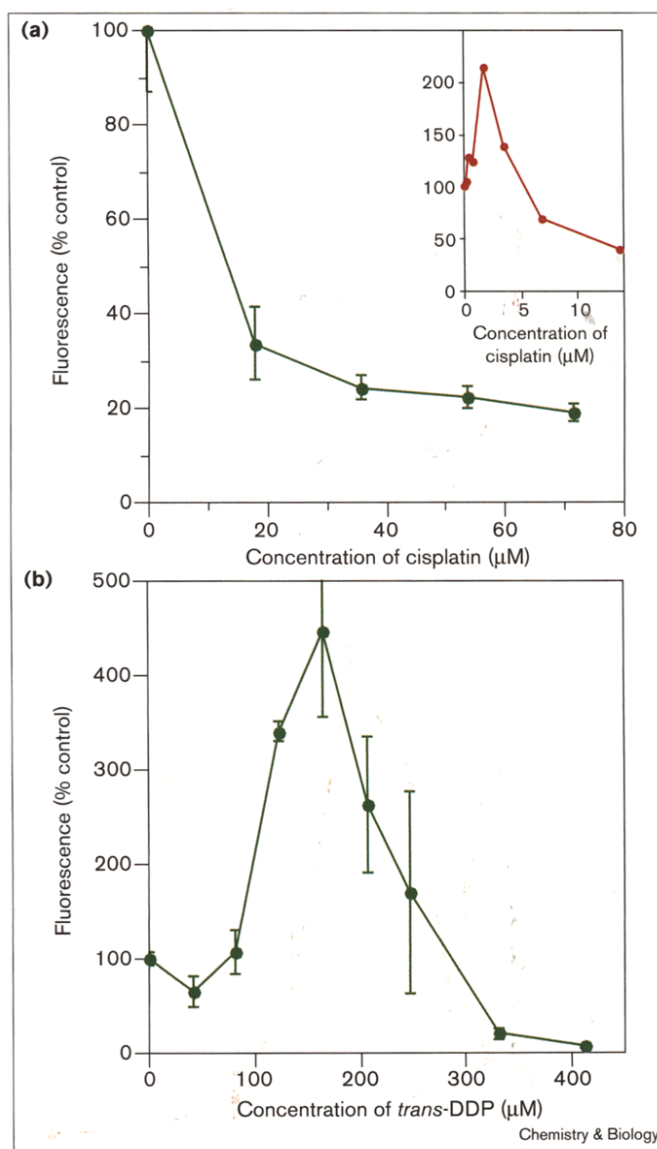 (a)
Fluorescence (% control)
100
80
60
40
20
0
0 20 40 60 80
Concentration of cisplatin (μM)
200
150
100
50
0
0 5 10
Concentration of
cisplatin (μM)
(b)
Fluorescence (% control)
500
400
300
200
100
0
0 100 200 300 400
Concentration of trans-DDP (μM)
Chemistry & Biology